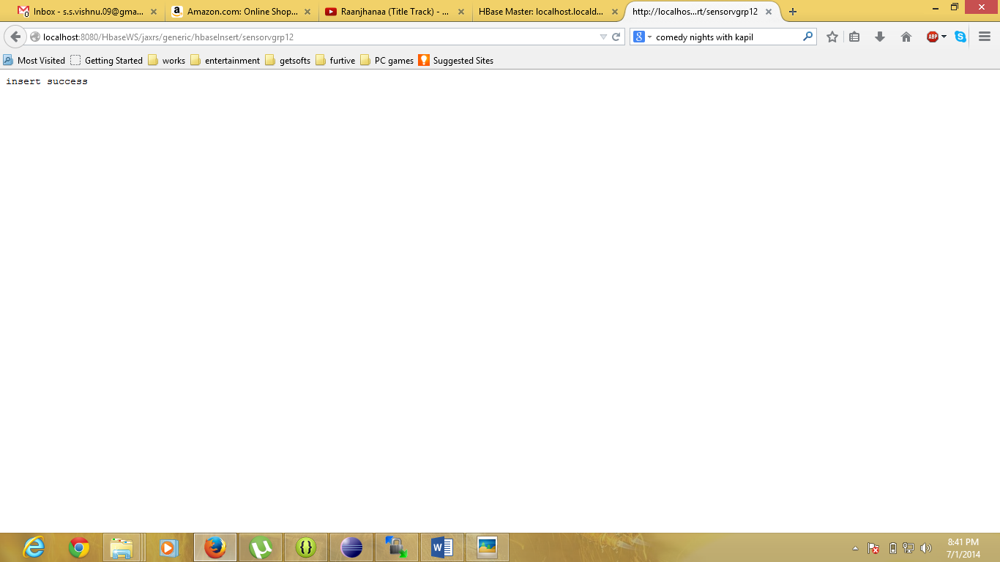 Inbox - s.s.vishnu.09@gma...
Amazon.com: Online Shop...
Raanjhanaa (Title Track) - ...
HBase Master: localhost.locald...
http://localhos...rt/sensorvgrp12
localhost:8080/HbaseWS/jaxrs/generic/hbaseInsert/sensorvgrp12
comedy nights with kapil
ABP
Most Visited
Getting Started
works
entertainment
getsofts
furtive
PC games
Suggested Sites
insert success
8:41 PM
7/1/2014